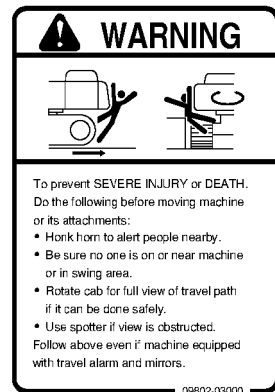 WARNING
To prevent SEVERE INJURY or DEATH.
Do the following before moving machine
or its attachments:
• Honk horn to alert people nearby.
• Be sure no one is on or near machine
or in swing area.
• Rotate cab for full view of travel path
if it can be done safely.
• Use spotter if view is obstructed.
Follow above even if machine equipped
with travel alarm and mirrors.
09802-03000